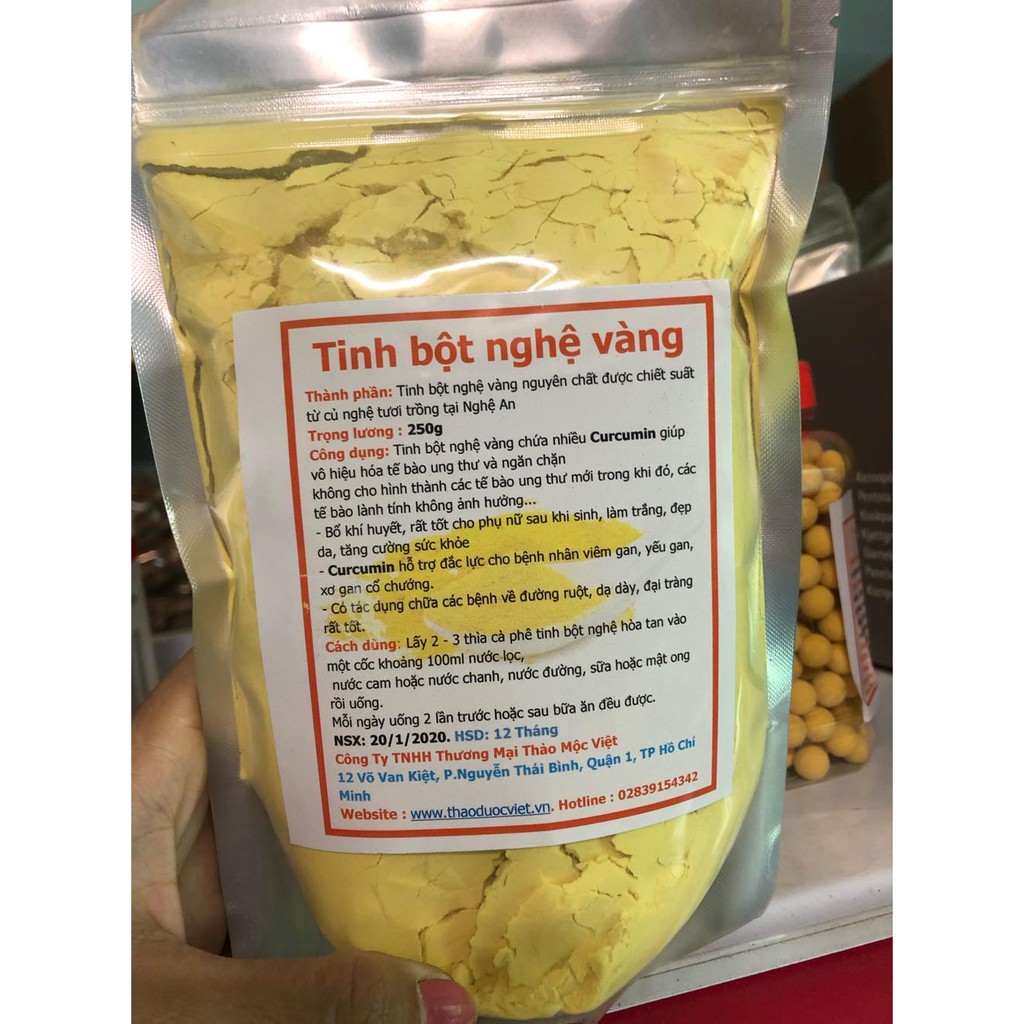 Tinh bột nghệ vàng
Thành phần: Tinh bột nghệ vàng nguyên chất được chiết suất
từ củ nghệ tươi trồng tại Nghệ An
Trọng lương : 250g
Công dụng: Tinh bột nghệ vàng chứa nhiều Curcumin giúp
vô hiệu hóa tế bào ung thư và ngăn chặn
không cho hình thành các tế bào ung thư mới trong khi đó, các
tế bào lành tính không ảnh hưởng...
- Bổ khí huyết, rất tốt cho phụ nữ sau khi sinh, làm trắng, đẹp
da, tăng cường sức khỏe
- Curcumin hỗ trợ đắc lực cho bệnh nhân viêm gan, yếu gan,
xơ gan cổ chướng.
- Có tác dụng chữa các bệnh về đường ruột, dạ dày, đại tràng
rất tốt.
Cách dùng: Lấy 2 - 3 thìa cà phê tinh bột nghệ hòa tan vào
một cốc khoảng 100ml nước lọc,
nước cam hoặc nước chanh, nước đường, sữa hoặc mật ong
rồi uống.
Mỗi ngày uống 2 lần trước hoặc sau bữa ăn đều được.
NSX: 20/1/2020. HSD: 12 Tháng
Công Ty TNHH Thương Mại Thảo Mộc Việt
12 Võ Van Kiệt, P.Nguyễn Thái Bình, Quận 1, TP Hồ Chí
Minh
Website : www.thaoduocviet.vn. Hotline : 02839154342